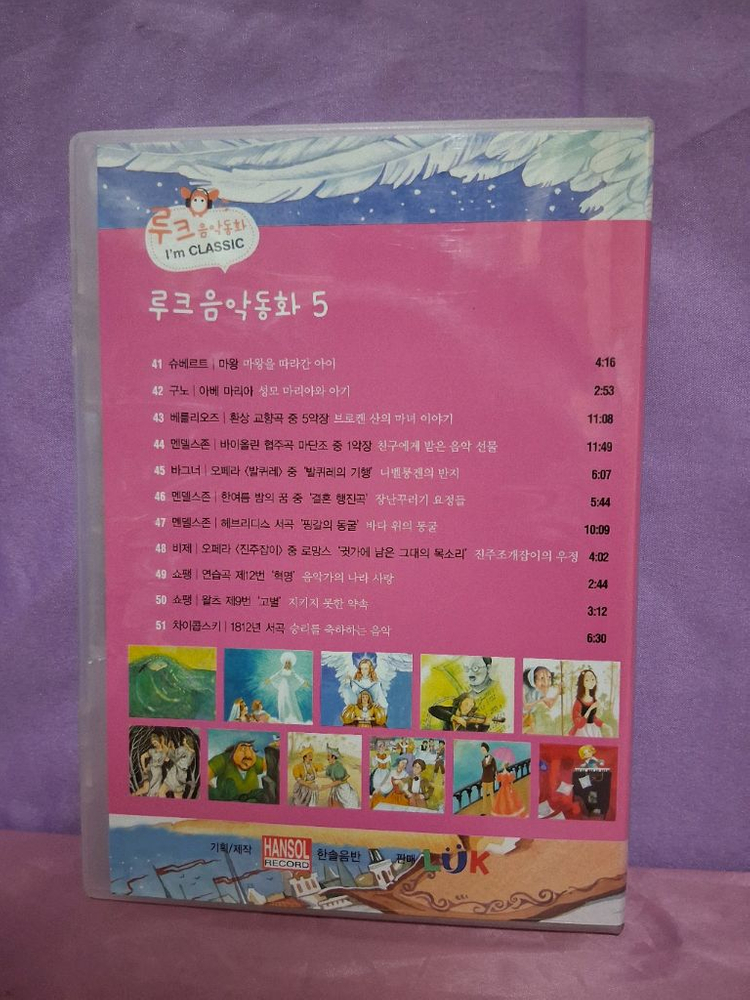 루크 음악동화
I'm CLASSIC
루크 음악동화 5
41 슈베르트 | 마왕 마왕을 따라간 아이 4:16
42 구노 | 아베 마리아 성모 마리아와 아기 2:53
43 베를리오즈 | 환상 교향곡 중 5악장 브로켄 산의 마녀 이야기 11:08
44 멘델스존 | 바이올린 협주곡 마단조 중 1악장 친구에게 받은 음악 선물 11:49
45 바그너 | 오페라 〈발퀴레〉 중 '발퀴레의 기행' 니벨룽겐의 반지 6:07
46 멘델스존 | 한여름 밤의 꿈 중 '결혼 행진곡' 장난꾸러기 요정들 5:44
47 멘델스존 | 헤브리디스 서곡 '핑갈의 동굴' 바다 위의 동굴 10:09
48 비제 | 오페라 〈진주잡이〉 중 로망스 '귓가에 남은 그대의 목소리' 진주조개잡이의 우정 4:02
49 쇼팽 | 연습곡 제12번 '혁명' 음악가의 나라 사랑 2:44
50 쇼팽 | 왈츠 제9번 '고별' 지키지 못한 약속 3:12
51 차이콥스키 | 1812년 서곡 승리를 축하하는 음악 6:30
기획/제작 HANSOL RECORD 한솔음반 판매 LÜK